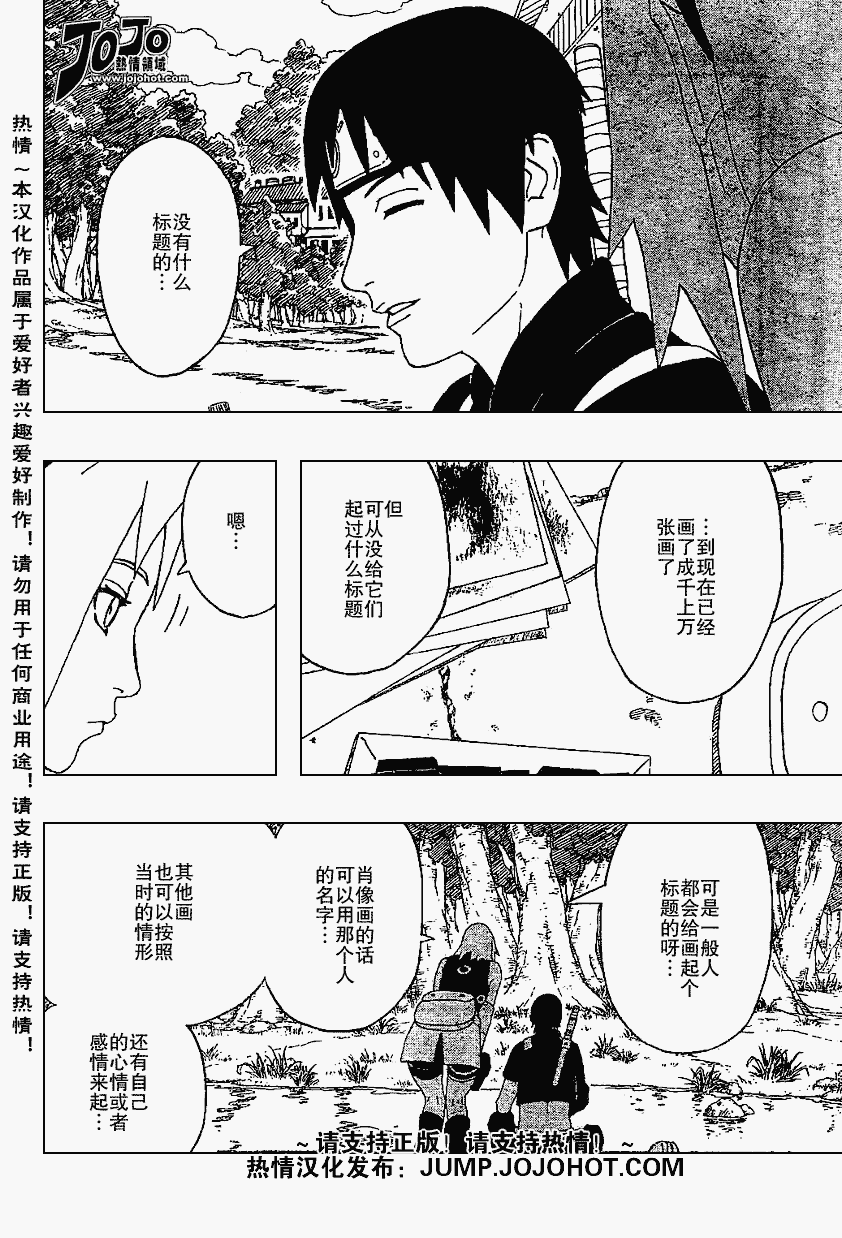 JOJO
熱情領域
www.jojohot.com
热情~本汉化作品属于爱好者兴趣爱好制作!请勿用于任何商业用途!请支持正版!请支持热情!
没有什么
标题的…
…到现在已经
画了成千上万
张画了
但
可从没给它们
起过什么标题
嗯…
可是一般人
都会给画起个
标题的呀…
肖像画的话
可以用那个人
的名字…
其他画
也可以按照
当时的情形
还有自己
的心情或者
感情来起…
~请支持正版!请支持热情!~
热情汉化发布:JUMP.JOJOHOT.COM